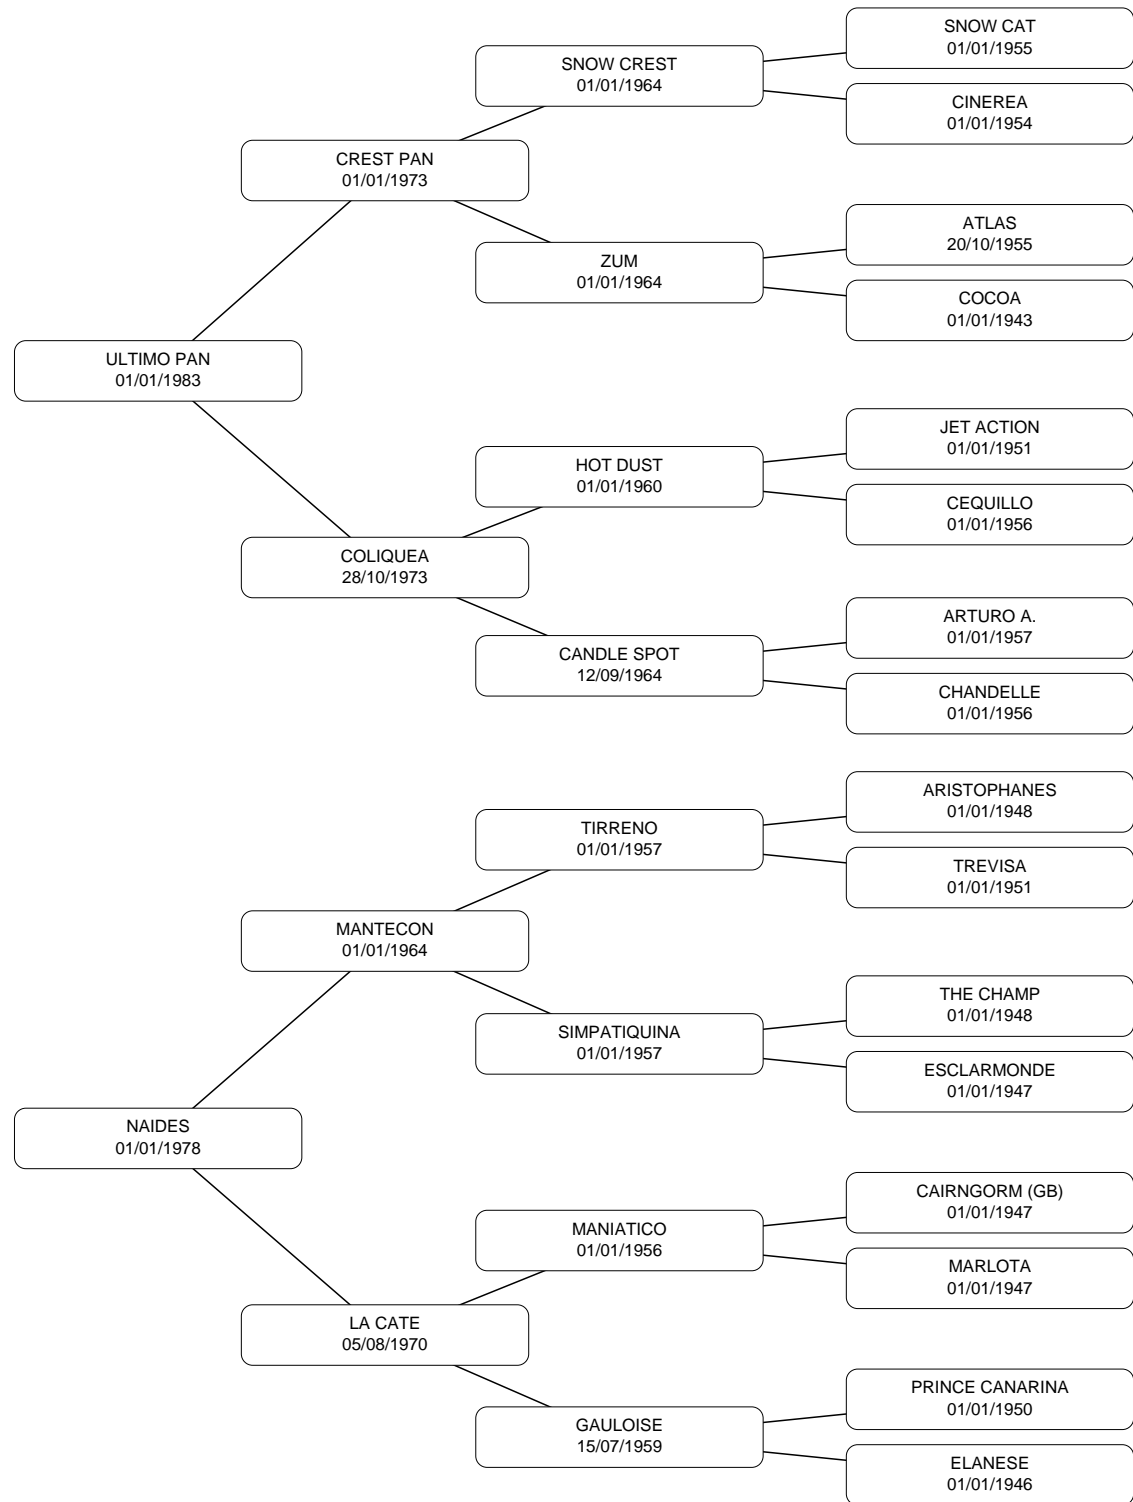 SNOW CAT
01/01/1955
SNOW CREST
01/01/1964
CINEREA
01/01/1954
CREST PAN
01/01/1973
ATLAS
20/10/1955
ZUM
01/01/1964
COCOA
01/01/1943
ULTIMO PAN
01/01/1983
JET ACTION
01/01/1951
HOT DUST
01/01/1960
CEQUILLO
01/01/1956
COLIQUEA
28/10/1973
ARTURO A.
01/01/1957
CANDLE SPOT
12/09/1964
CHANDELLE
01/01/1956
ARISTOPHANES
01/01/1948
TIRRENO
01/01/1957
TREVISA
01/01/1951
MANTECON
01/01/1964
THE CHAMP
01/01/1948
SIMPATIQUINA
01/01/1957
ESCLARMONDE
01/01/1947
NAIDES
01/01/1978
CAIRNGORM (GB)
01/01/1947
MANIATICO
01/01/1956
MARLOTA
01/01/1947
LA CATE
05/08/1970
PRINCE CANARINA
01/01/1950
GAULOISE
15/07/1959
ELANESE
01/01/1946